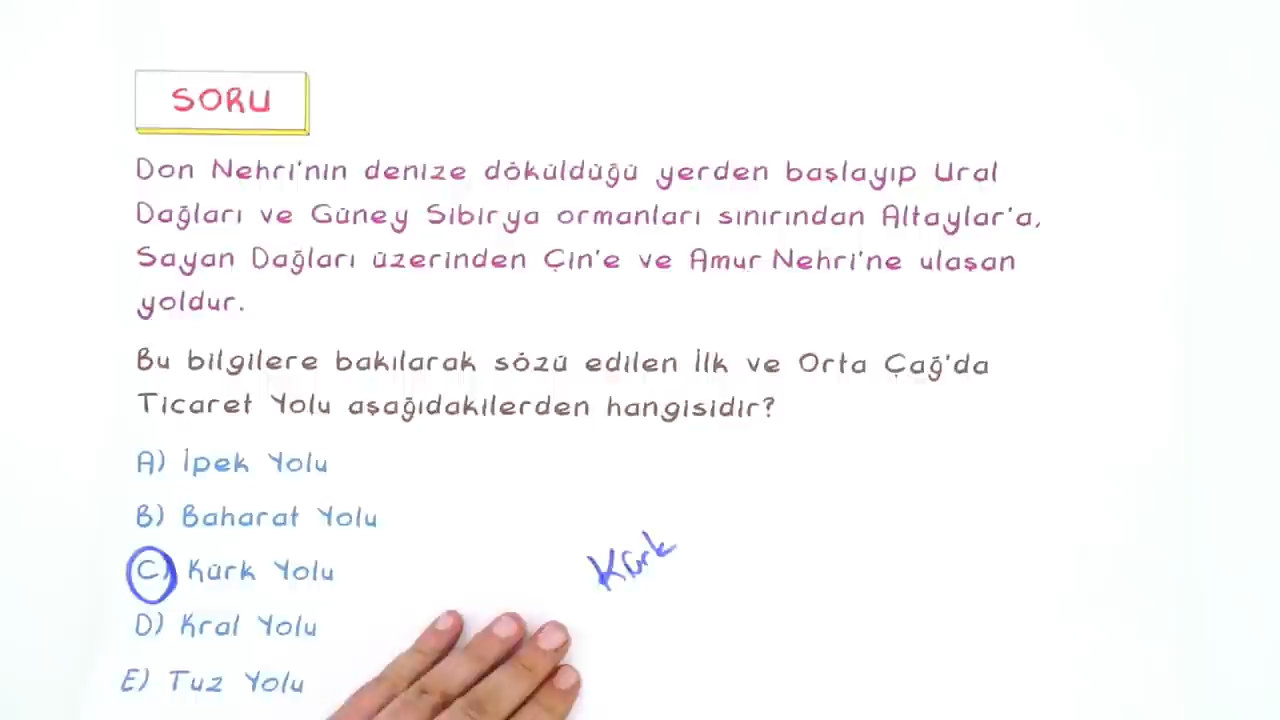 SORU
Don Nehri'nin denize döküldüğü yerden başlayıp Ural
Dağları ve Güney Sibirya ormanları sınırından Altaylar'a,
Sayan Dağları üzerinden Çin'e ve Amur Nehri'ne ulaşan
yoldur.
Bu bilgilere bakılarak sözü edilen İlk ve Orta Çağ'da
Ticaret Yolu aşağıdakilerden hangisidir?
A) İpek Yolu
B) Baharat Yolu
C) Kürk Yolu
Kürk
D) Kral Yolu
E) Tuz Yolu